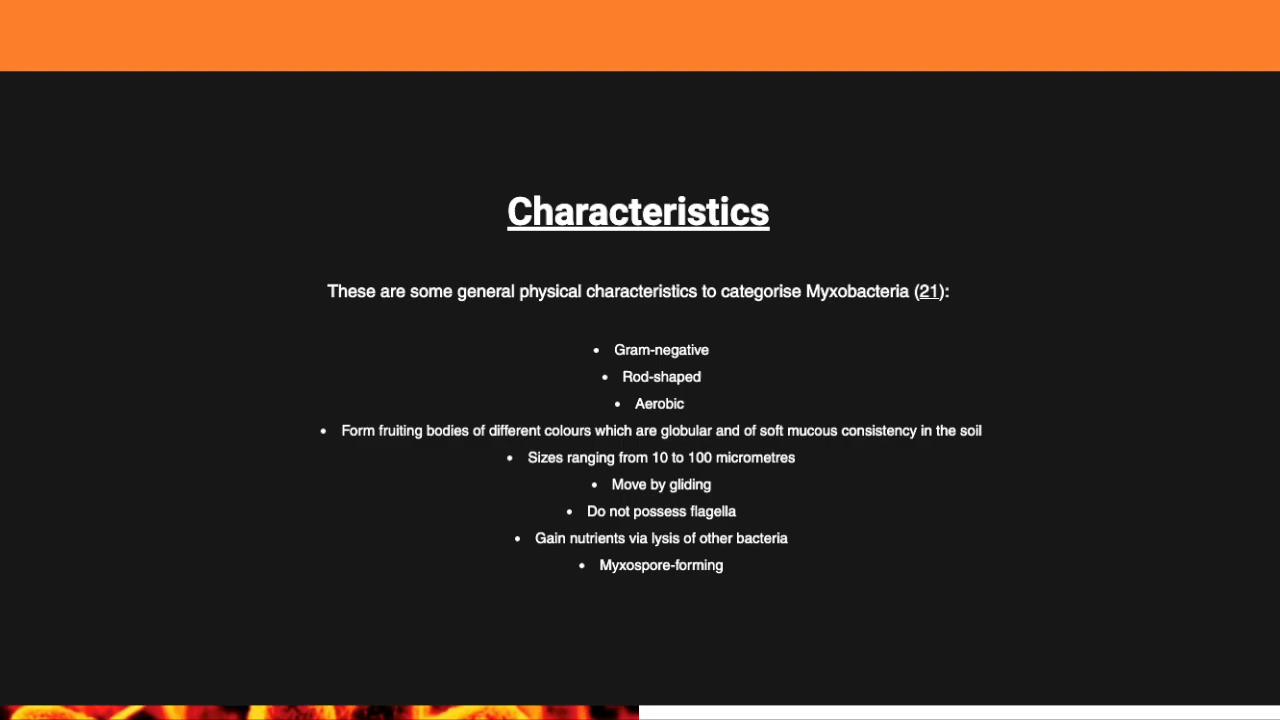 Characteristics
These are some general physical characteristics to categorise Myxobacteria (21):
• Gram-negative
• Rod-shaped
• Aerobic
• Form fruiting bodies of different colours which are globular and of soft mucous consistency in the soil
• Sizes ranging from 10 to 100 micrometres
• Move by gliding
• Do not possess flagella
• Gain nutrients via lysis of other bacteria
• Myxospore-forming